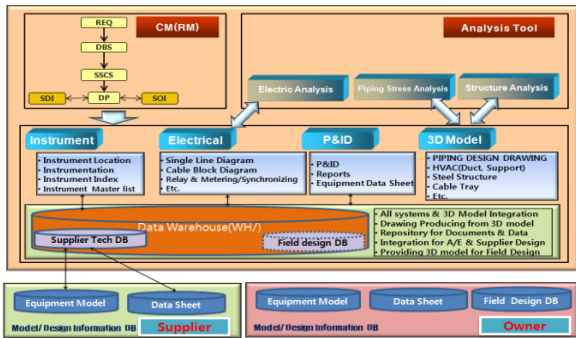 REQ
CM(RM)
DBS
SSCS
SDI
DP
SOI
Analysis Tool
Electric Analysis
Piping Stress Analysis
Structure Analysis
Instrument
• Instrument Location
• Instrumentation
• Instrument Index
• Instrument Master list
Electrical
• Single Line Diagram
• Cable Block Diagram
• Relay & Metering/Synchronizing
• Etc.
P&ID
• P&ID
• Reports
• Equipment Data Sheet
3D Model
• PIPING DESIGN DRAWING
• HVAC(Duct, Support)
• Steel Structure
• Cable Tray
• Etc.
Data Warehouse(WH/)
Supplier Tech DB
Field design DB
• All systems & 3D Model Integration
• Drawing Producing from 3D model
• Repository for Documents & Data
• Integration for A/E & Supplier Design
• Providing 3D model for Field Design
Equipment Model
Data Sheet
Model/ Design Information DB
Supplier
Equipment Model
Data Sheet
Field Design DB
Model/ Design Information DB
Owner